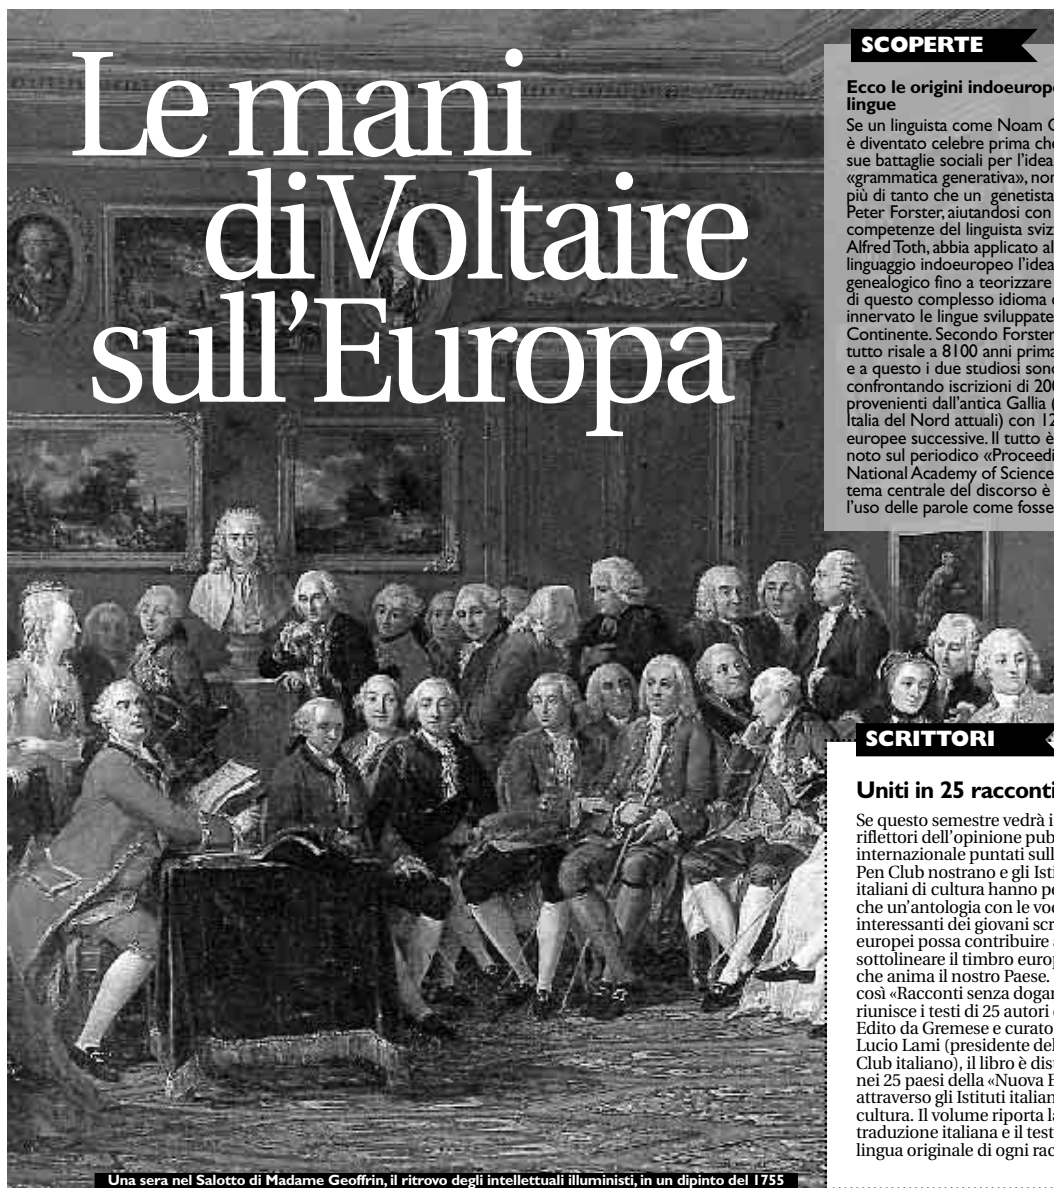 Le mani
di Voltaire
sull'Europa
SCOPERTE
Ecco le origini indoeurop
lingue
Se un linguista come Noam
è diventato celebre prima che
sue battaglie sociali per l'idea
«grammatica generativa», non
più di tanto che un genetista
Peter Forster, aiutandosi con
competenze del linguista sviz
Alfred Toth, abbia applicato al
linguaggio indoeuropeo l'idea
genealogico fino a teorizzare
di questo complesso idioma
innervato le lingue sviluppate
Continente. Secondo Forster
tutto risale a 8100 anni prima
e a questo i due studiosi sono
confrontando iscrizioni di 200
provenienti dall'antica Gallia (
Italia del Nord attuali) con 12
europee successive. Il tutto è
noto sul periodico «Proceedi
National Academy of Science
tema centrale del discorso è
l'uso delle parole come fosse
SCRITTORI
Uniti in 25 racconti
Se questo semestre vedrà i
riflettori dell'opinione pub
internazionale puntati sull
Pen Club nostrano e gli Isti
italiani di cultura hanno pe
che un'antologia con le voc
interessanti dei giovani scr
europei possa contribuire a
sottolineare il timbro europ
che anima il nostro Paese.
così «Racconti senza dogan
riunisce i testi di 25 autori
Edito da Gremese e curato
Lucio Lami (presidente del
Club italiano), il libro è dist
nei 25 paesi della «Nuova E
attraverso gli Istituti italian
cultura. Il volume riporta la
traduzione italiana e il test
lingua originale di ogni rac
Una sera nel Salotto di Madame Geoffrin, il ritrovo degli intellettuali illuministi, in un dipinto del 1755